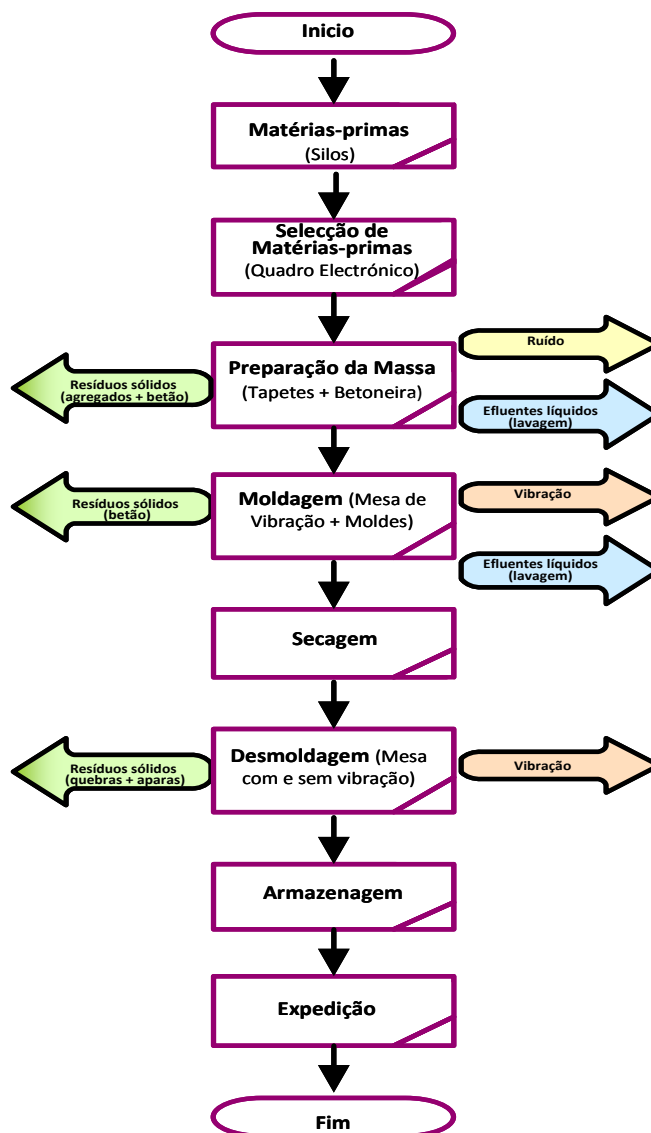 Inicio
Matérias-primas
(Silos)
Selecção de
Matérias-primas
(Quadro Electrónico)
Ruído
Preparação da Massa
(Tapetes + Betoneira)
Resíduos sólidos
(agregados + betão)
Efluentes líquidos
(lavagem)
Moldagem (Mesa de
Vibração + Moldes)
Resíduos sólidos
(betão)
Vibração
Efluentes líquidos
(lavagem)
Secagem
Desmoldagem (Mesa
com e sem vibração)
Resíduos sólidos
(quebras + aparas)
Vibração
Armazenagem
Expedição
Fim